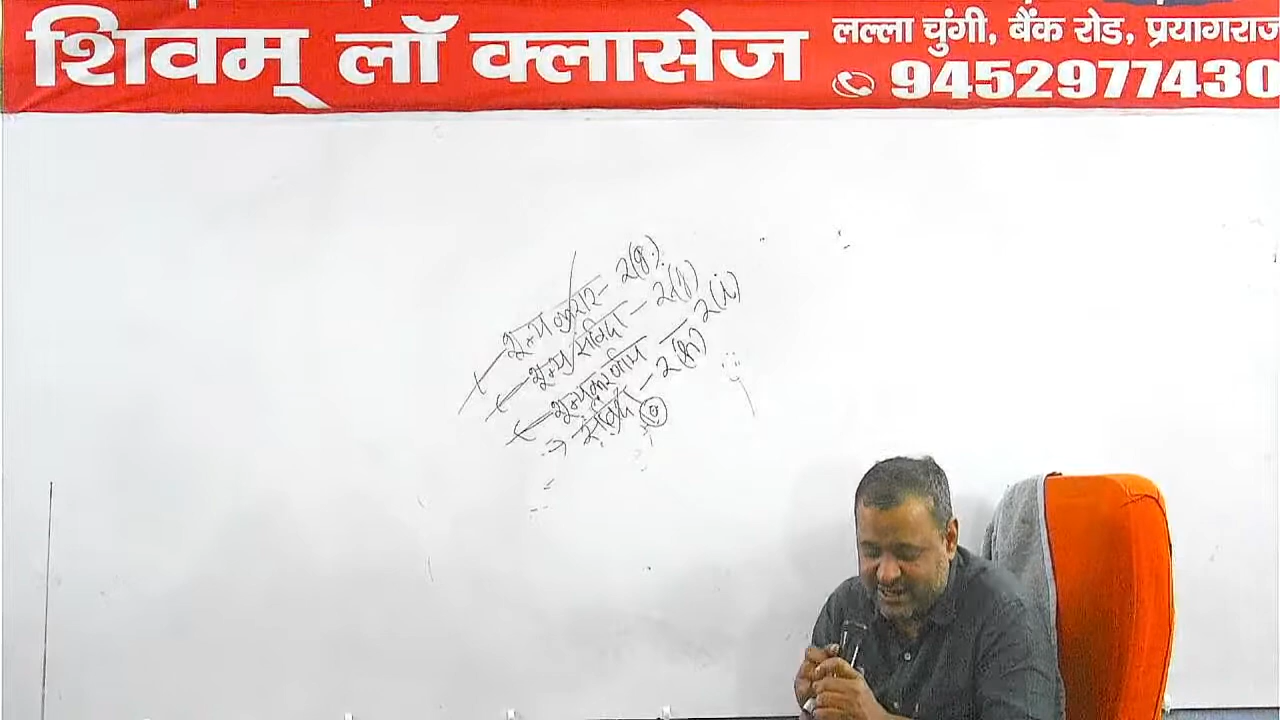 शिवम् लॉ क्लासेज
लल्ला चुंगी, बैंक रोड, प्रयागराज
9452977430
शून्य करार – 2(g)
शून्य संविदा – 2(j)
शून्यकरणीय 2(i)
संविदा – 2(h)